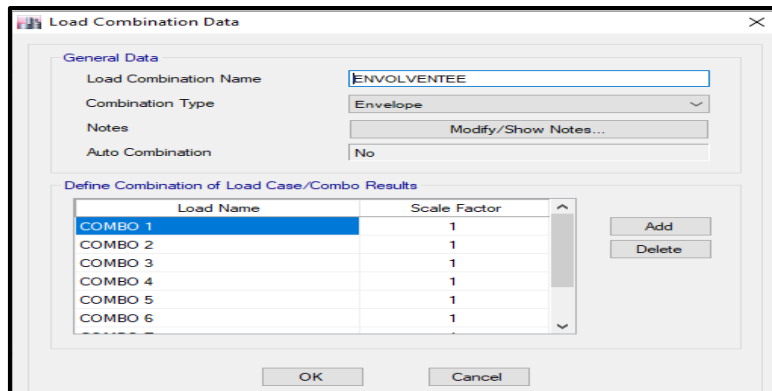 Load Combination Data
General Data
Load Combination Name ENVOLVENTEE
Combination Type Envelope
Notes Modify/Show Notes...
Auto Combination No
Define Combination of Load Case/Combo Results
Load Name Scale Factor
COMBO 1 1 Add
COMBO 2 1 Delete
COMBO 3 1
COMBO 4 1
COMBO 5 1
COMBO 6 1
OK Cancel